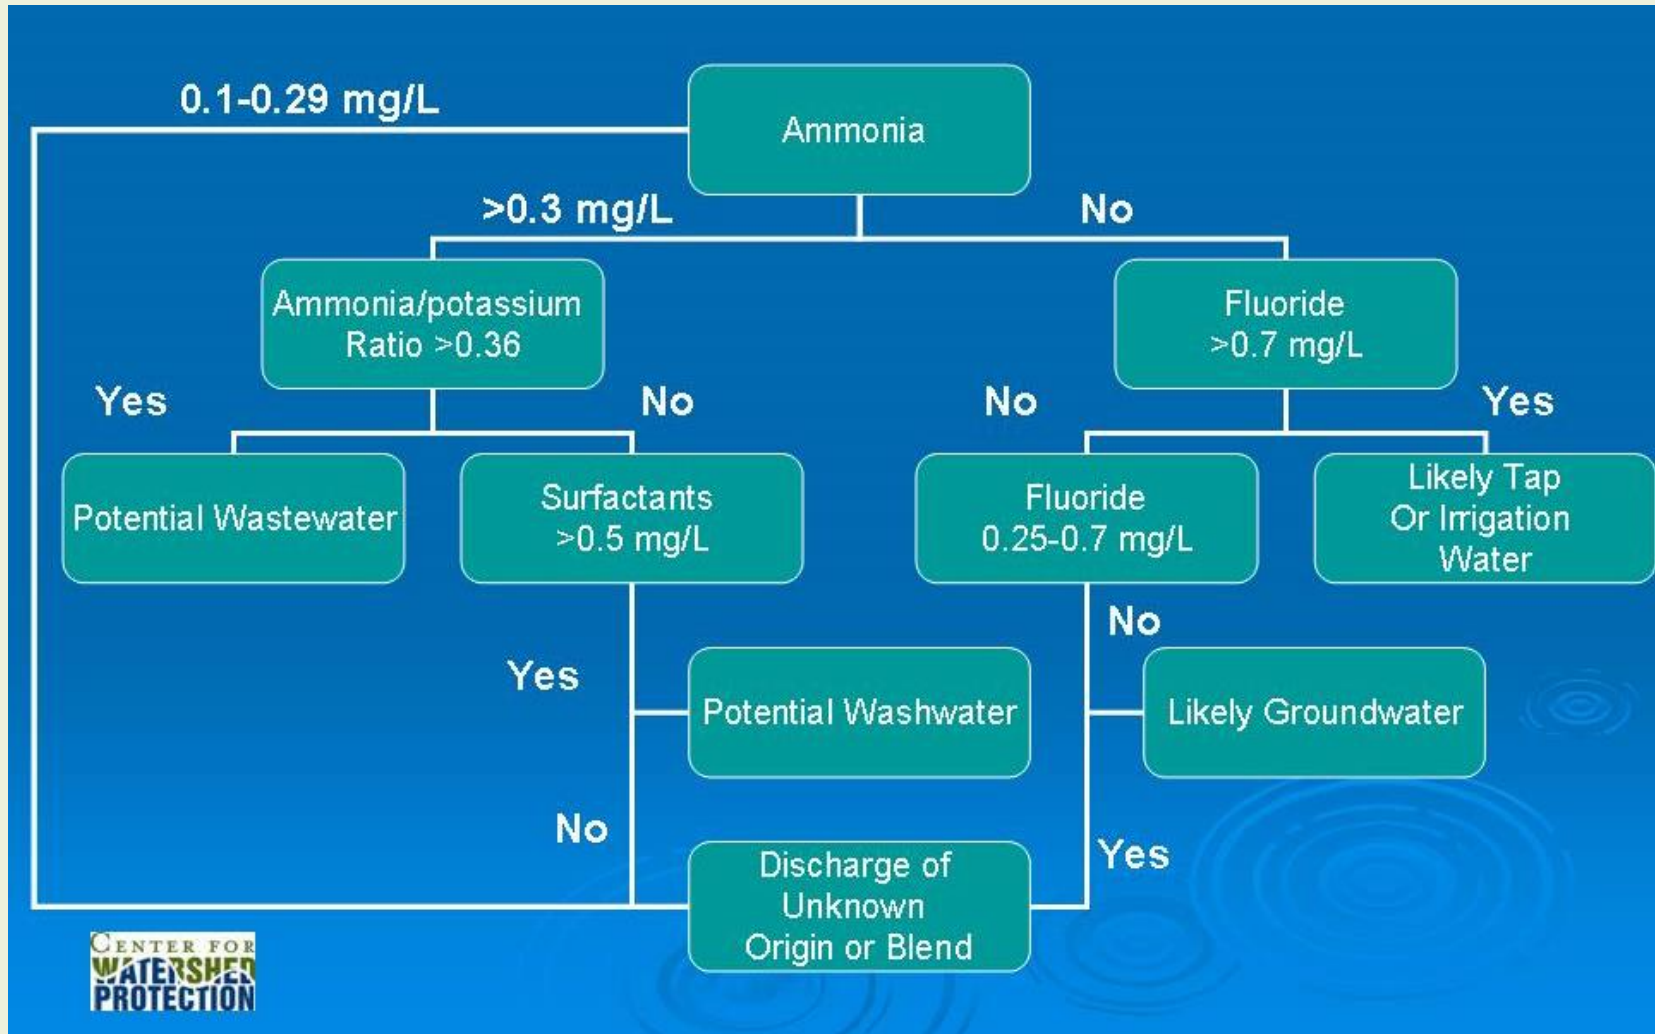 0.1-0.29 mg/L
Ammonia
>0.3 mg/L
No
Ammonia/potassium
Ratio >0.36
Fluoride
>0.7 mg/L
Yes
No
No
Yes
Potential Wastewater
Surfactants
>0.5 mg/L
Fluoride
0.25-0.7 mg/L
Likely Tap
Or Irrigation
Water
No
Yes
Potential Washwater
Likely Groundwater
No
Yes
Discharge of
Unknown
Origin or Blend
CENTER FOR
WATERSHED
PROTECTION